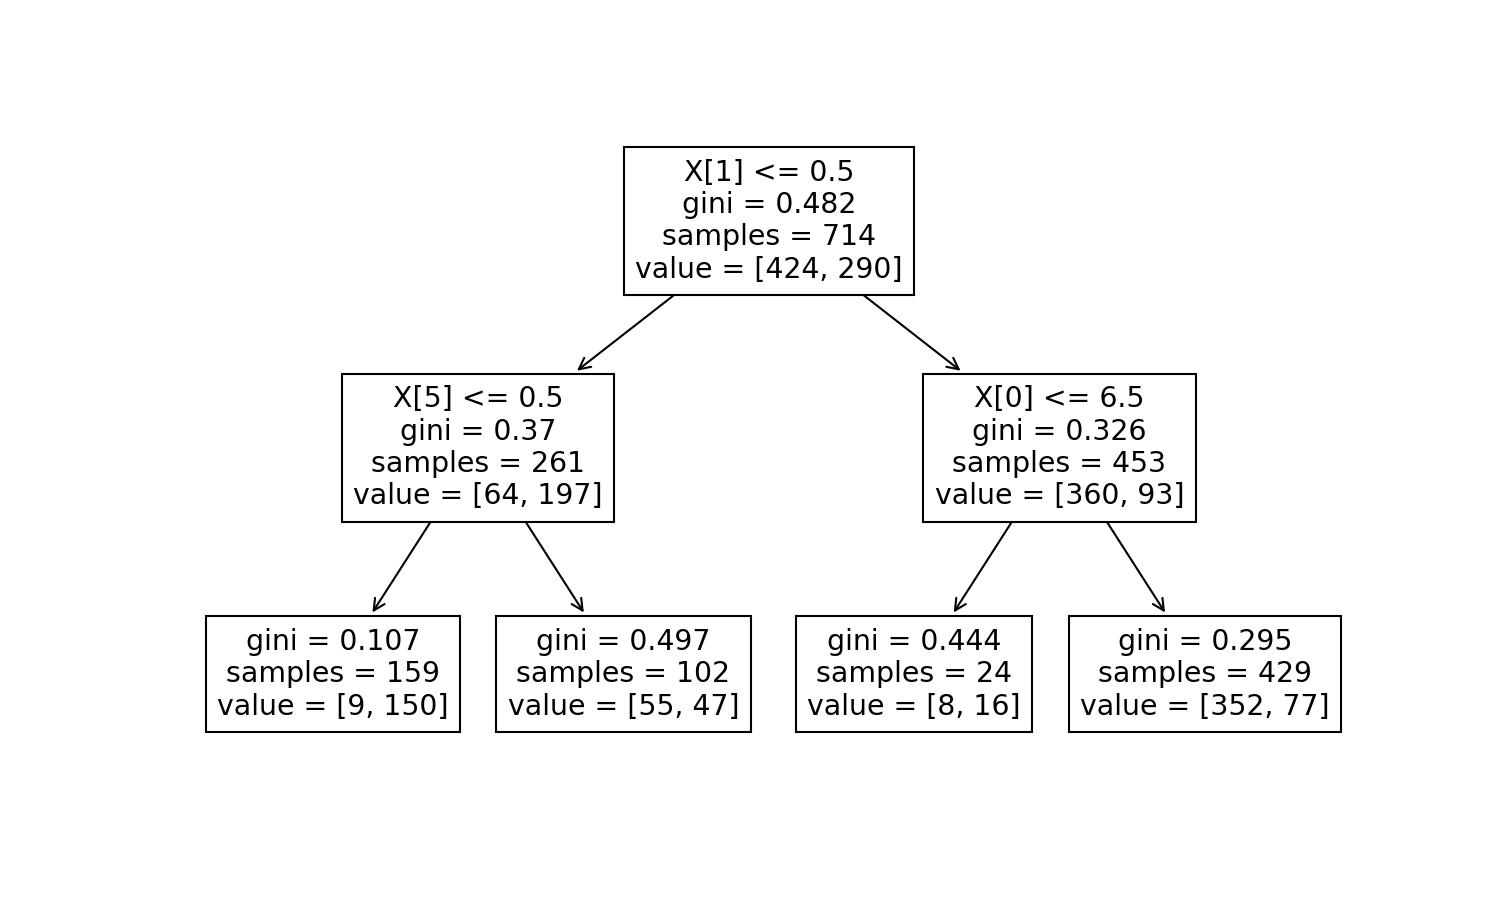 X[1] <= 0.5
gini = 0.482
samples = 714
value = [424, 290]
X[5] <= 0.5
gini = 0.37
samples = 261
value = [64, 197]
X[0] <= 6.5
gini = 0.326
samples = 453
value = [360, 93]
gini = 0.107
samples = 159
value = [9, 150]
gini = 0.497
samples = 102
value = [55, 47]
gini = 0.444
samples = 24
value = [8, 16]
gini = 0.295
samples = 429
value = [352, 77]